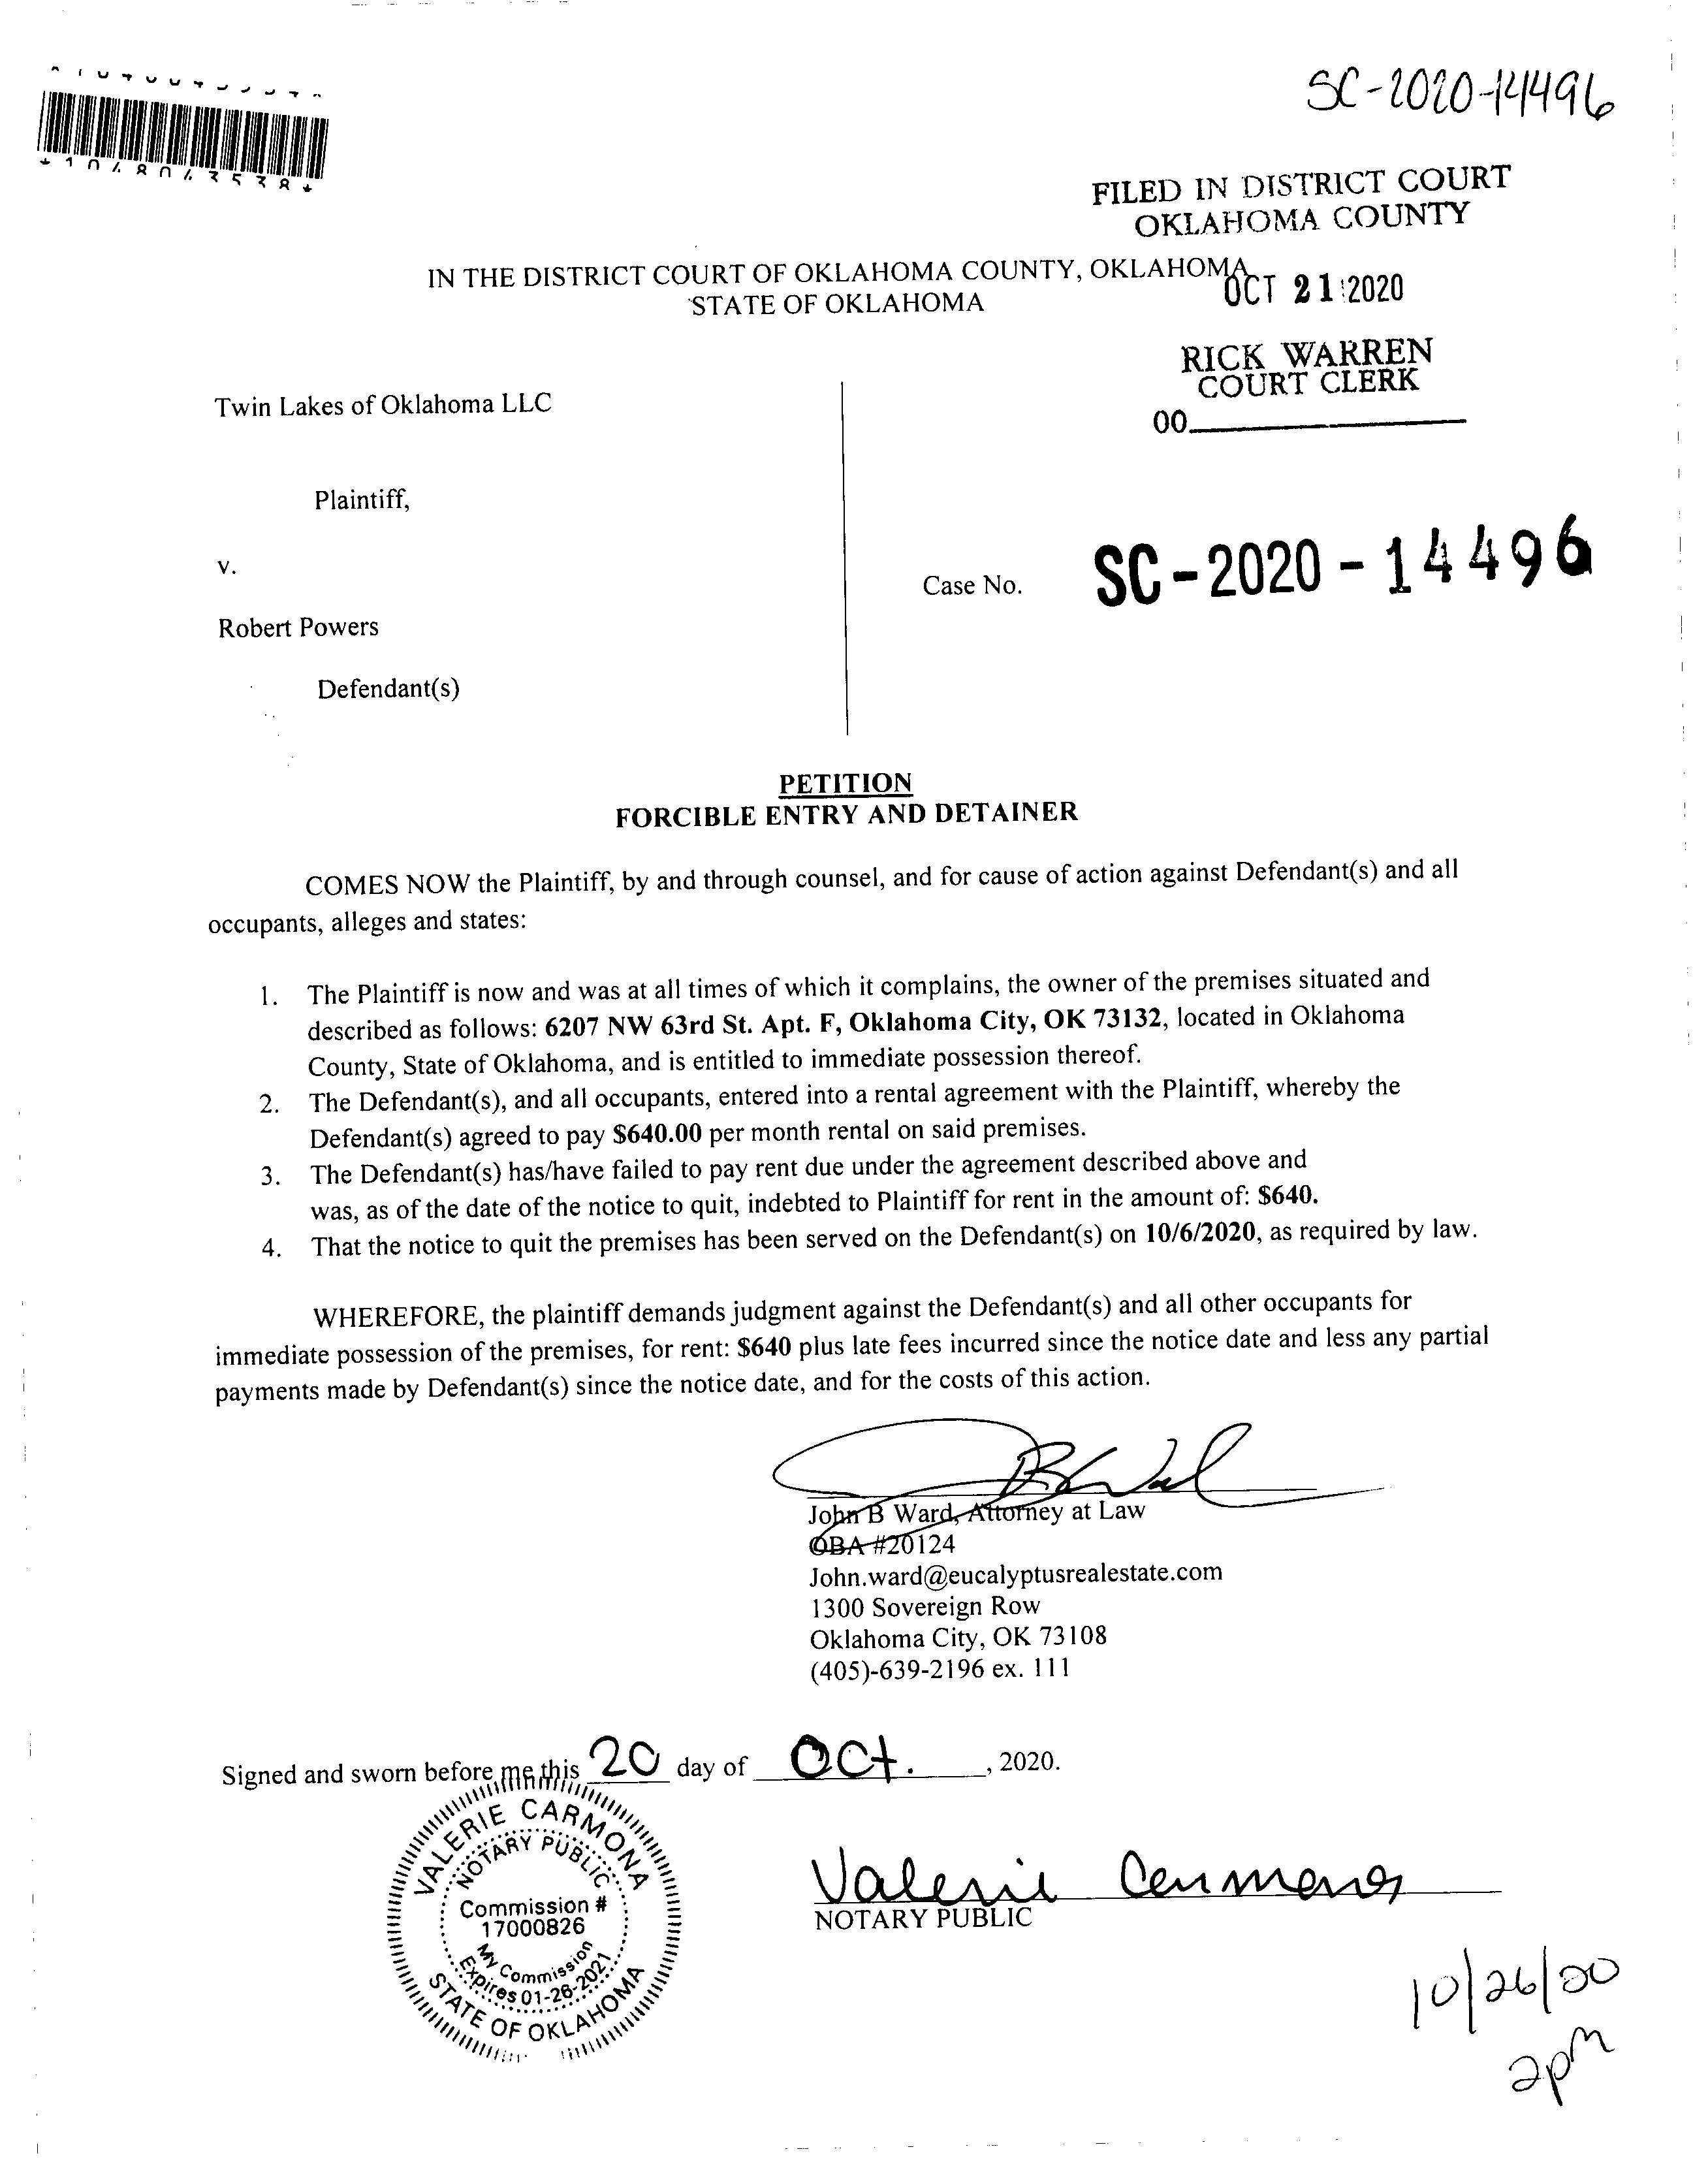 SC-2020-14496
*1048043538*
FILED IN DISTRICT COURT
OKLAHOMA COUNTY
IN THE DISTRICT COURT OF OKLAHOMA COUNTY, OKLAHOMA
STATE OF OKLAHOMA
OCT 21 2020
RICK WARREN
COURT CLERK
00
Twin Lakes of Oklahoma LLC
Plaintiff,
v.
Case No. SC-2020-14496
Robert Powers
Defendant(s)
PETITION
FORCIBLE ENTRY AND DETAINER
COMES NOW the Plaintiff, by and through counsel, and for cause of action against Defendant(s) and all
occupants, alleges and states:
1. The Plaintiff is now and was at all times of which it complains, the owner of the premises situated and
described as follows: 6207 NW 63rd St. Apt. F, Oklahoma City, OK 73132, located in Oklahoma
County, State of Oklahoma, and is entitled to immediate possession thereof.
2. The Defendant(s), and all occupants, entered into a rental agreement with the Plaintiff, whereby the
Defendant(s) agreed to pay $640.00 per month rental on said premises.
3. The Defendant(s) has/have failed to pay rent due under the agreement described above and
was, as of the date of the notice to quit, indebted to Plaintiff for rent in the amount of: $640.
4. That the notice to quit the premises has been served on the Defendant(s) on 10/6/2020, as required by law.
WHEREFORE, the plaintiff demands judgment against the Defendant(s) and all other occupants for
immediate possession of the premises, for rent: $640 plus late fees incurred since the notice date and less any partial
payments made by Defendant(s) since the notice date, and for the costs of this action.
John B Ward, Attorney at Law
OBA #20124
John.ward@eucalyptusrealestate.com
1300 Sovereign Row
Oklahoma City, OK 73108
(405)-639-2196 ex. 111
Signed and sworn before me this 20 day of Oct. , 2020.
VALERIE CARMONA
NOTARY PUBLIC
Commission #
17000826
My Commission
Expires 01-26-2021
STATE OF OKLAHOMA
Valerie Carmona
NOTARY PUBLIC
10/26/20
2pm